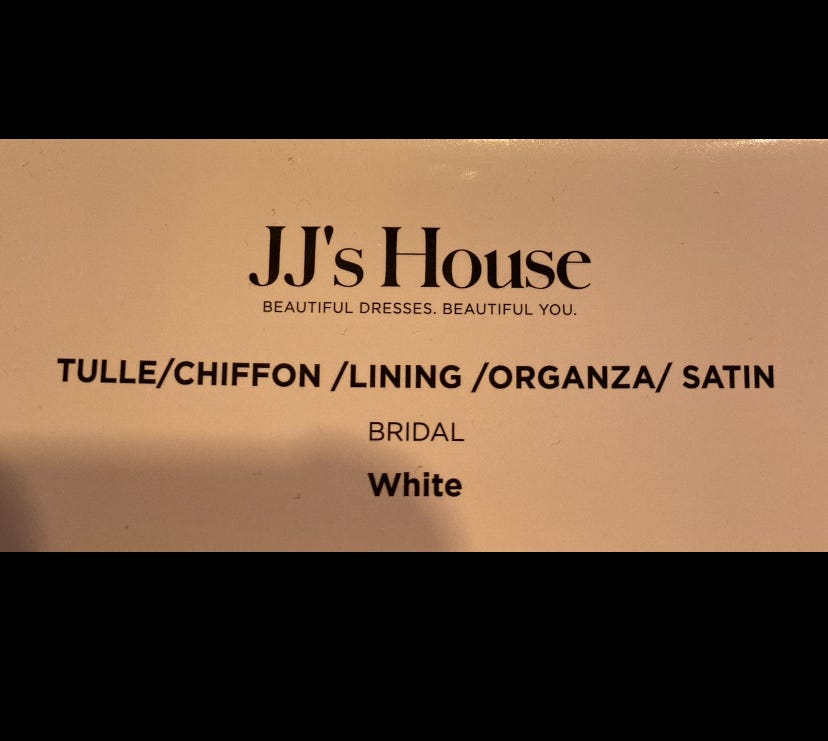 JJ's House
BEAUTIFUL DRESSES. BEAUTIFUL YOU.
TULLE/CHIFFON /LINING /ORGANZA/ SATIN
BRIDAL
White